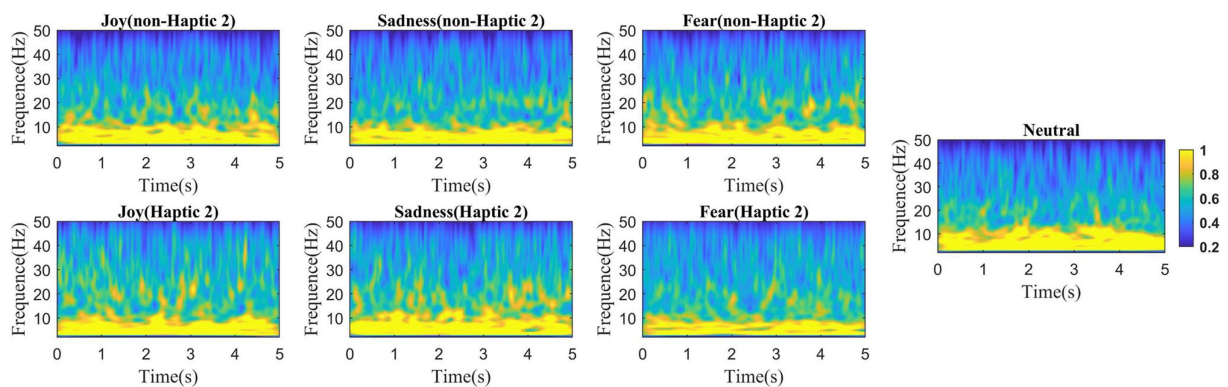 Joy(non-Haptic 2)
Frequence(Hz)
50
40
30
20
10
0 1 2 3 4 5
Time(s)
Sadness(non-Haptic 2)
Frequence(Hz)
50
40
30
20
10
0 1 2 3 4 5
Time(s)
Fear(non-Haptic 2)
Frequence(Hz)
50
40
30
20
10
0 1 2 3 4 5
Time(s)
Joy(Haptic 2)
Frequence(Hz)
50
40
30
20
10
0 1 2 3 4 5
Time(s)
Sadness(Haptic 2)
Frequence(Hz)
50
40
30
20
10
0 1 2 3 4 5
Time(s)
Fear(Haptic 2)
Frequence(Hz)
50
40
30
20
10
0 1 2 3 4 5
Time(s)
Neutral
Frequence(Hz)
50
40
30
20
10
0 1 2 3 4 5
Time(s)
1
0.8
0.6
0.4
0.2